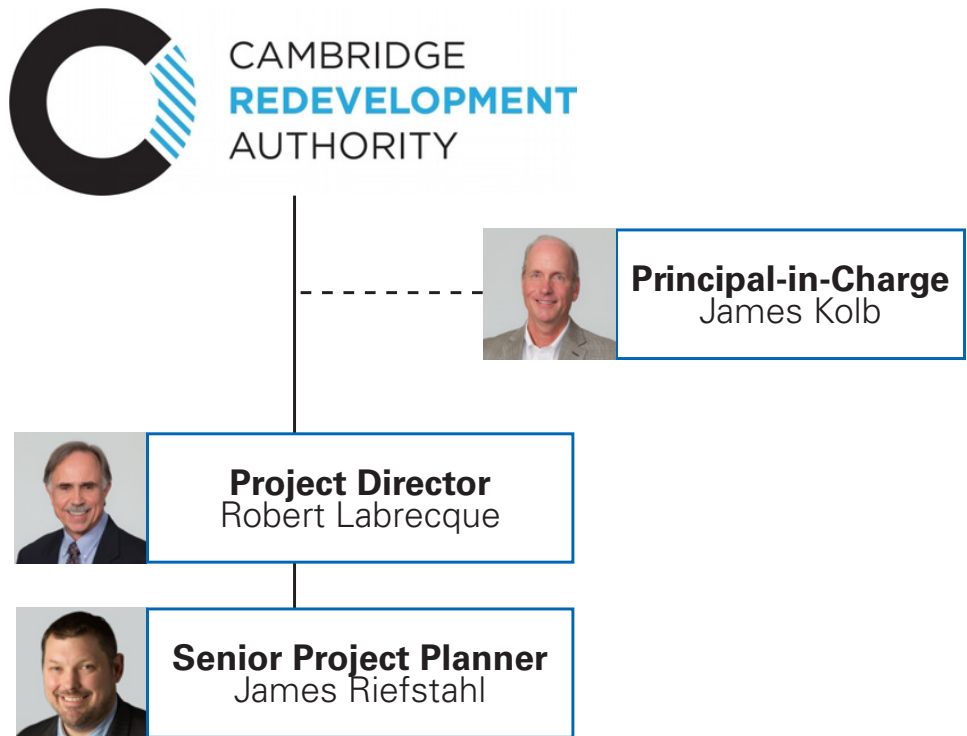 CAMBRIDGE
REDEVELOPMENT
AUTHORITY
Principal-in-Charge
James Kolb
Project Director
Robert Labrecque
Senior Project Planner
James Riefstahl